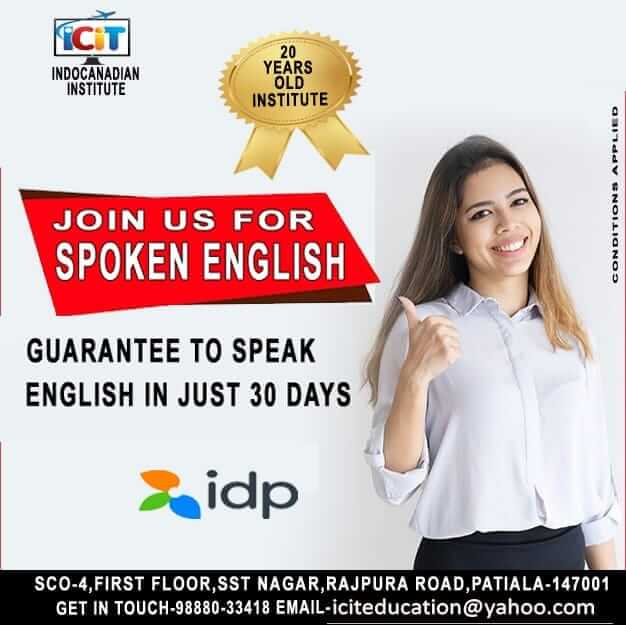 iCiT
INDOCANADIAN
INSTITUTE
20
YEARS
OLD
INSTITUTE
CONDITIONS APPLIED
JOIN US FOR
SPOKEN ENGLISH
GUARANTEE TO SPEAK
ENGLISH IN JUST 30 DAYS
idp
SCO-4,FIRST FLOOR,SST NAGAR,RAJPURA ROAD,PATIALA-147001
GET IN TOUCH-98880-33418 EMAIL-iciteducation@yahoo.com